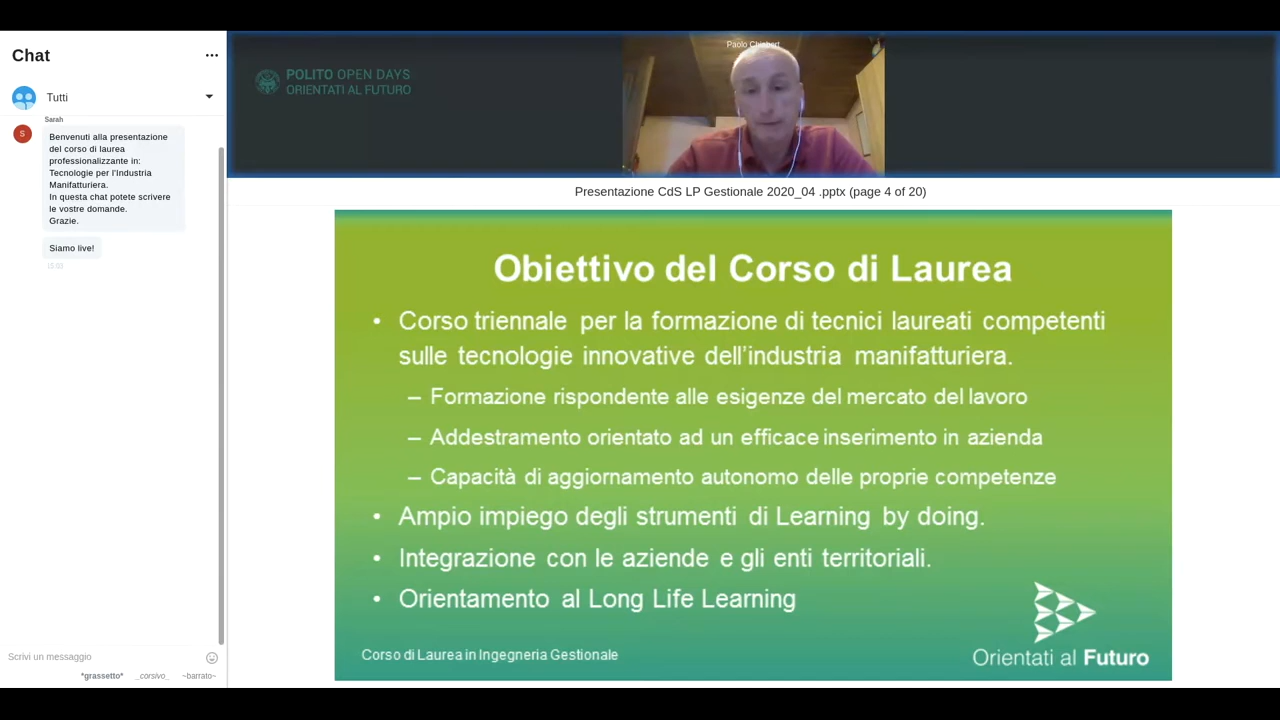 Chat
Tutti
Sarah
S
Benvenuti alla presentazione
del corso di laurea
professionalizzante in:
Tecnologie per l'Industria
Manifatturiera.
In questa chat potete scrivere
le vostre domande.
Grazie.
Siamo live!
15:03
Scrivi un messaggio
*grassetto* _corsivo_ ~barrato~
POLITO OPEN DAYS
ORIENTATI AL FUTURO
Paolo Chiabert
Presentazione CdS LP Gestionale 2020_04 .pptx (page 4 of 20)
Obiettivo del Corso di Laurea
• Corso triennale per la formazione di tecnici laureati competenti
sulle tecnologie innovative dell'industria manifatturiera.
– Formazione rispondente alle esigenze del mercato del lavoro
– Addestramento orientato ad un efficace inserimento in azienda
– Capacità di aggiornamento autonomo delle proprie competenze
• Ampio impiego degli strumenti di Learning by doing.
• Integrazione con le aziende e gli enti territoriali.
• Orientamento al Long Life Learning
Corso di Laurea in Ingegneria Gestionale
Orientati al Futuro